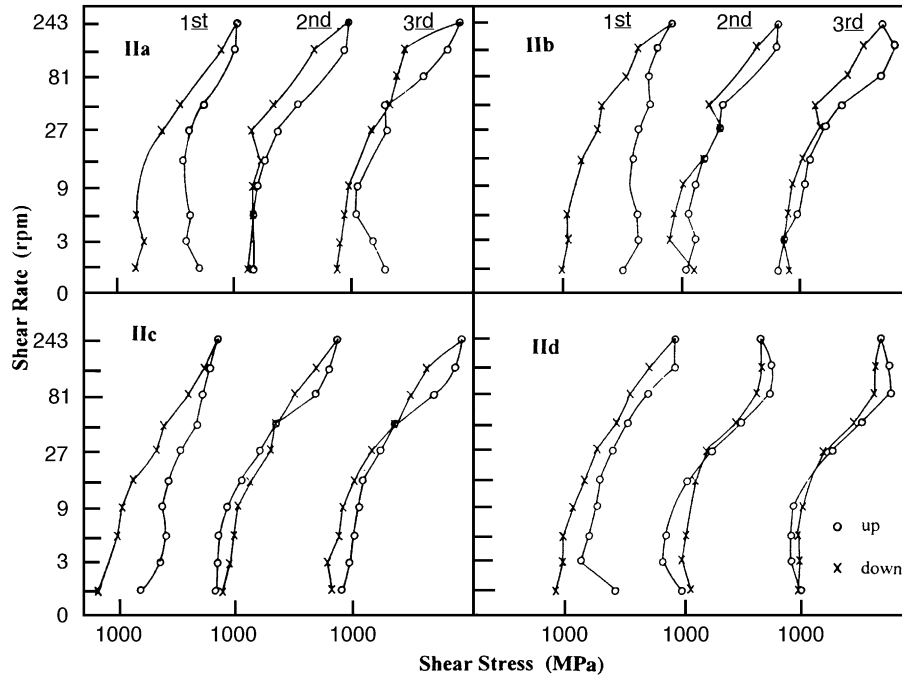 243
81
27
9
3
0
IIa
1st
2nd
3rd
IIb
1st
2nd
3rd
243
81
27
9
3
0
IIc
IId
up
down
1000 1000 1000 1000 1000 1000
Shear Rate (rpm)
Shear Stress (MPa)